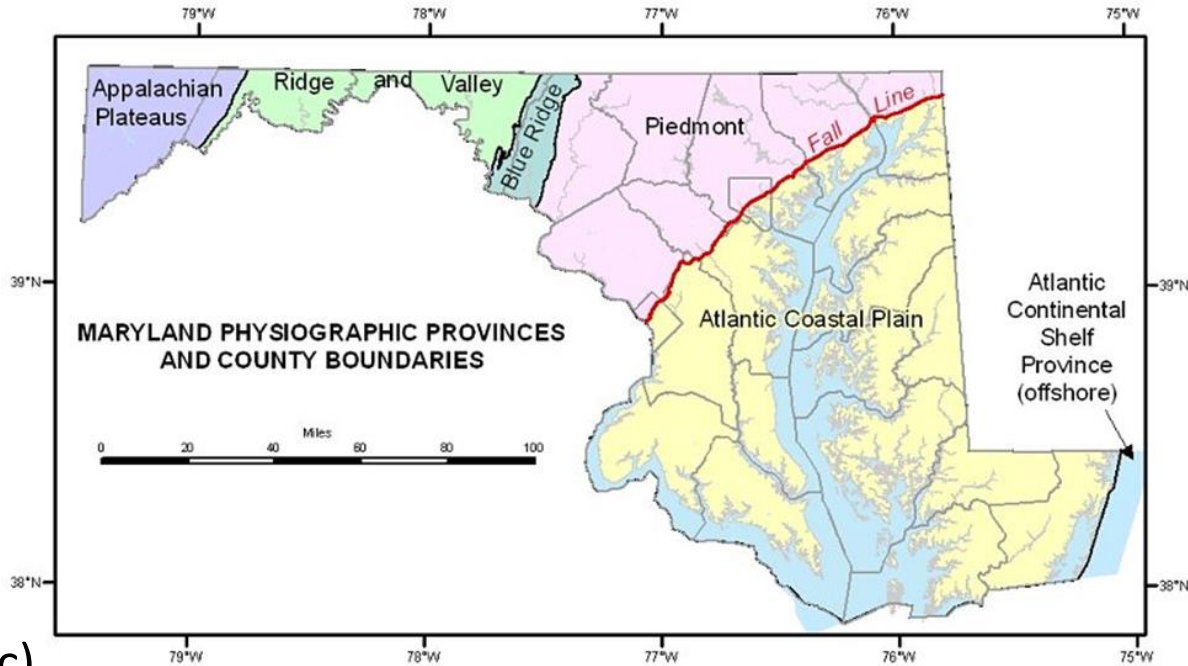 79°W 78°W 77°W 76°W 75°W
Appalachian
Plateaus
Ridge and Valley
Blue Ridge
Piedmont
Fall Line
39°N 39°N
Atlantic
Continental
Shelf
Province
(offshore)
Atlantic Coastal Plain
MARYLAND PHYSIOGRAPHIC PROVINCES
AND COUNTY BOUNDARIES
Miles
0 20 40 60 80 100
38°N 38°N
c)
79°W 78°W 77°W 76°W 75°W